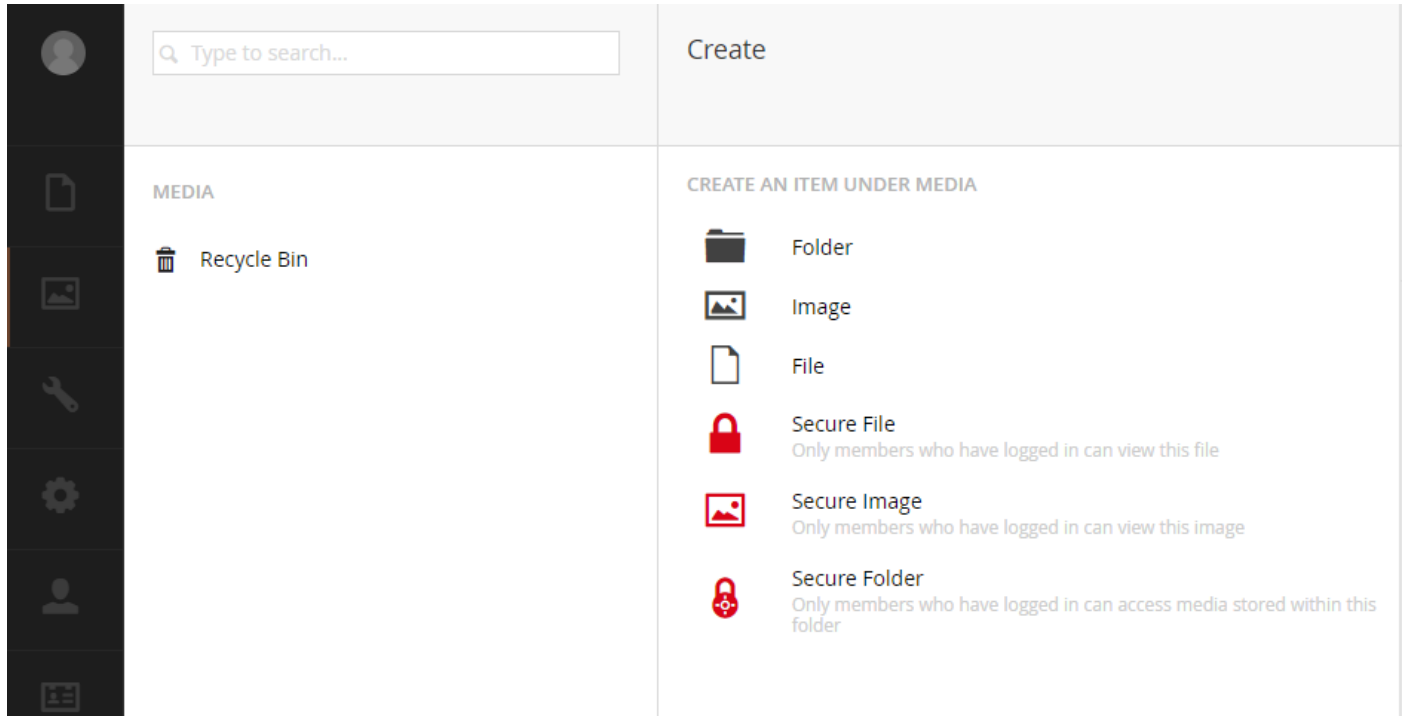 Type to search...
Create
MEDIA
Recycle Bin
CREATE AN ITEM UNDER MEDIA
Folder
Image
File
Secure File
Only members who have logged in can view this file
Secure Image
Only members who have logged in can view this image
Secure Folder
Only members who have logged in can access media stored within this
folder